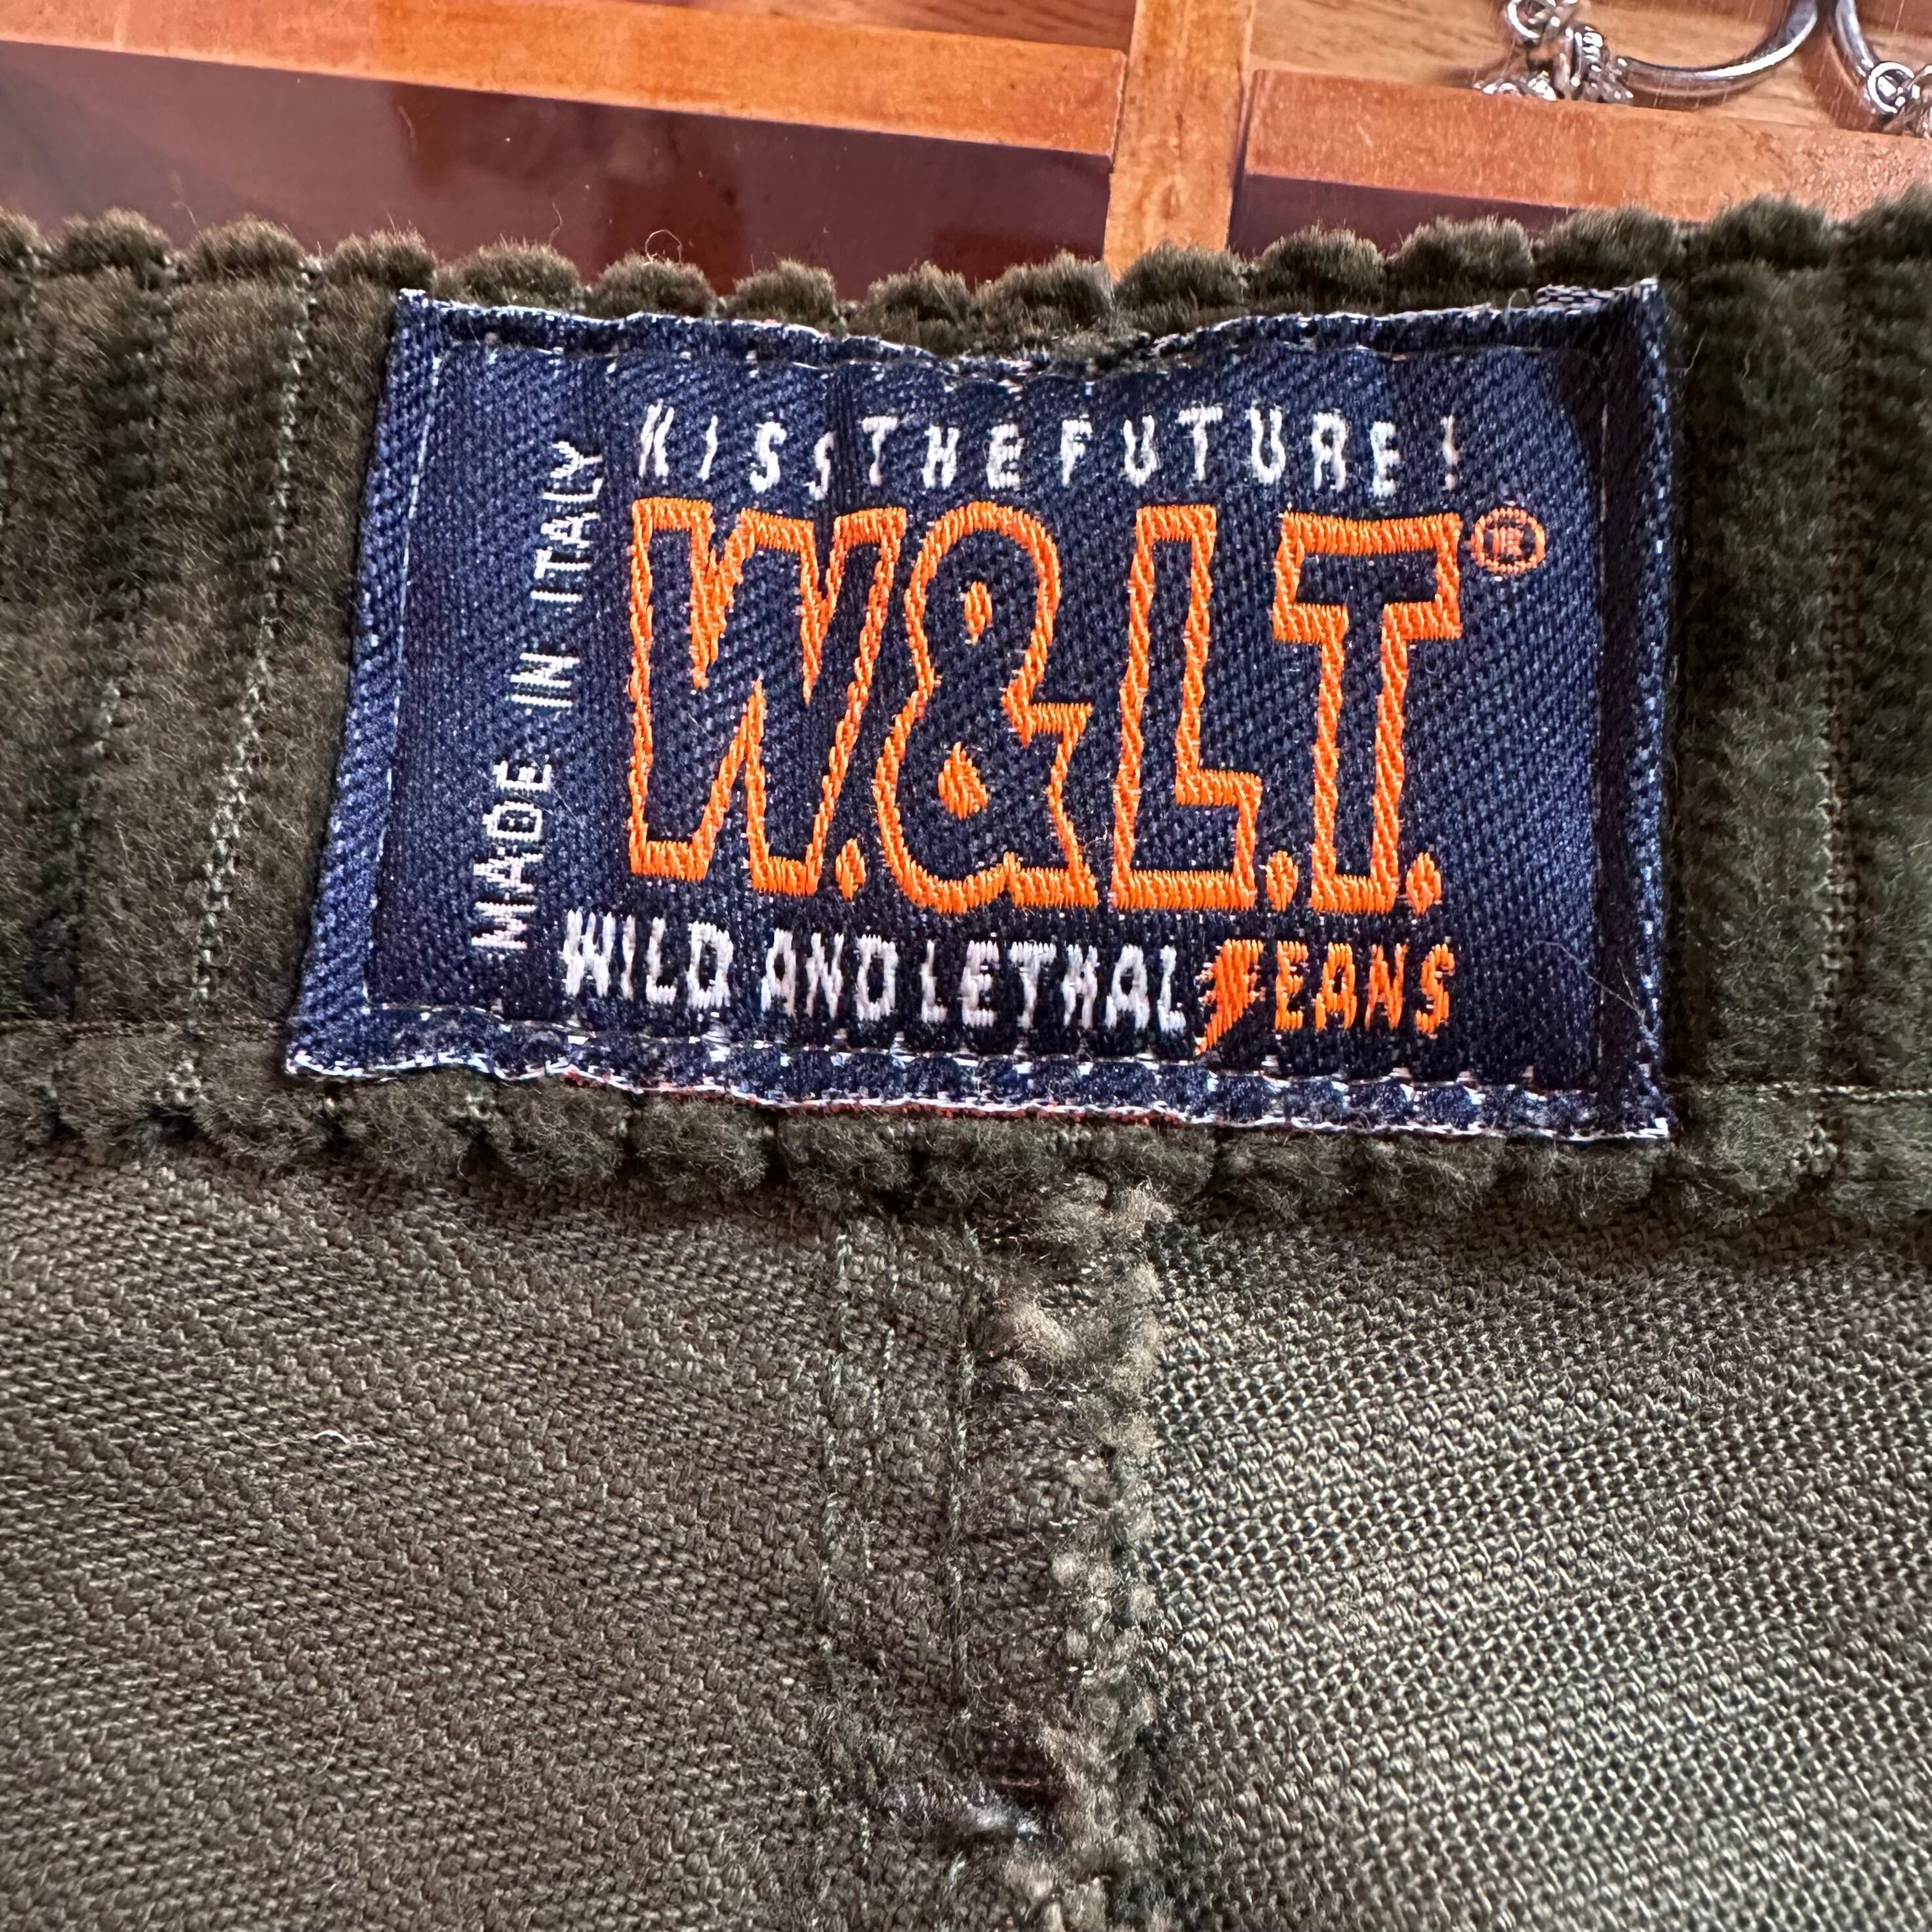 KISS THE FUTURE!
W.&L.T.®
WILD AND LETHAL JEANS
MADE IN ITALY